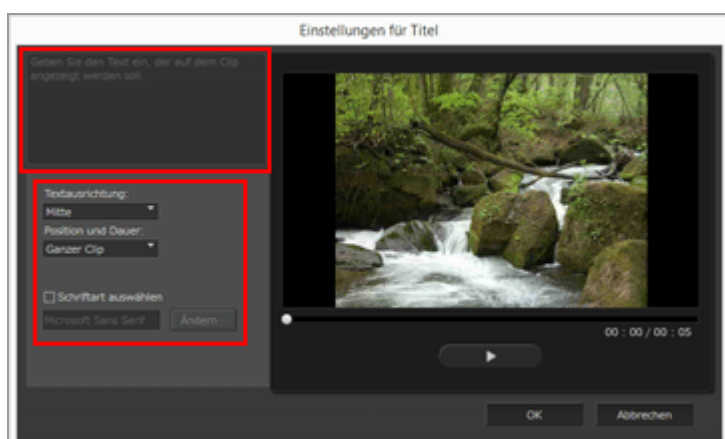 Einstellungen für Titel
Geben Sie den Text ein, der auf dem Clip
angezeigt werden soll.
Textausrichtung:
Mitte
Position und Dauer:
Ganzer Clip
Schriftart auswählen
Microsoft Sans Serif
Ändern...
00 : 00 / 00 : 05
OK
Abbrechen